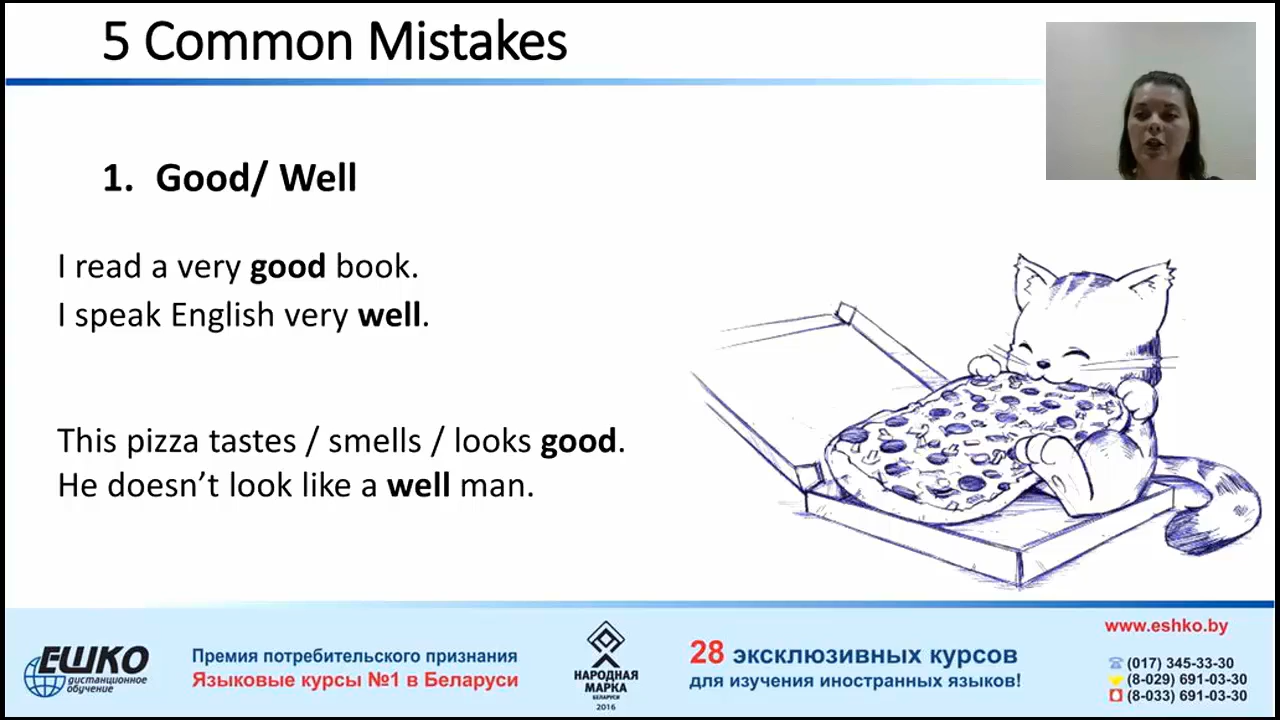 5 Common Mistakes
1. Good/ Well
I read a very good book.
I speak English very well.
This pizza tastes / smells / looks good.
He doesn’t look like a well man.
ЕШКО
дистанционное
обучение
Премия потребительского признания
Языковые курсы №1 в Беларуси
НАРОДНАЯ
МАРКА
БЕЛАРУСИ
2016
28 эксклюзивных курсов
для изучения иностранных языков!
www.eshko.by
(017) 345-33-30
(8-029) 691-03-30
(8-033) 691-03-30